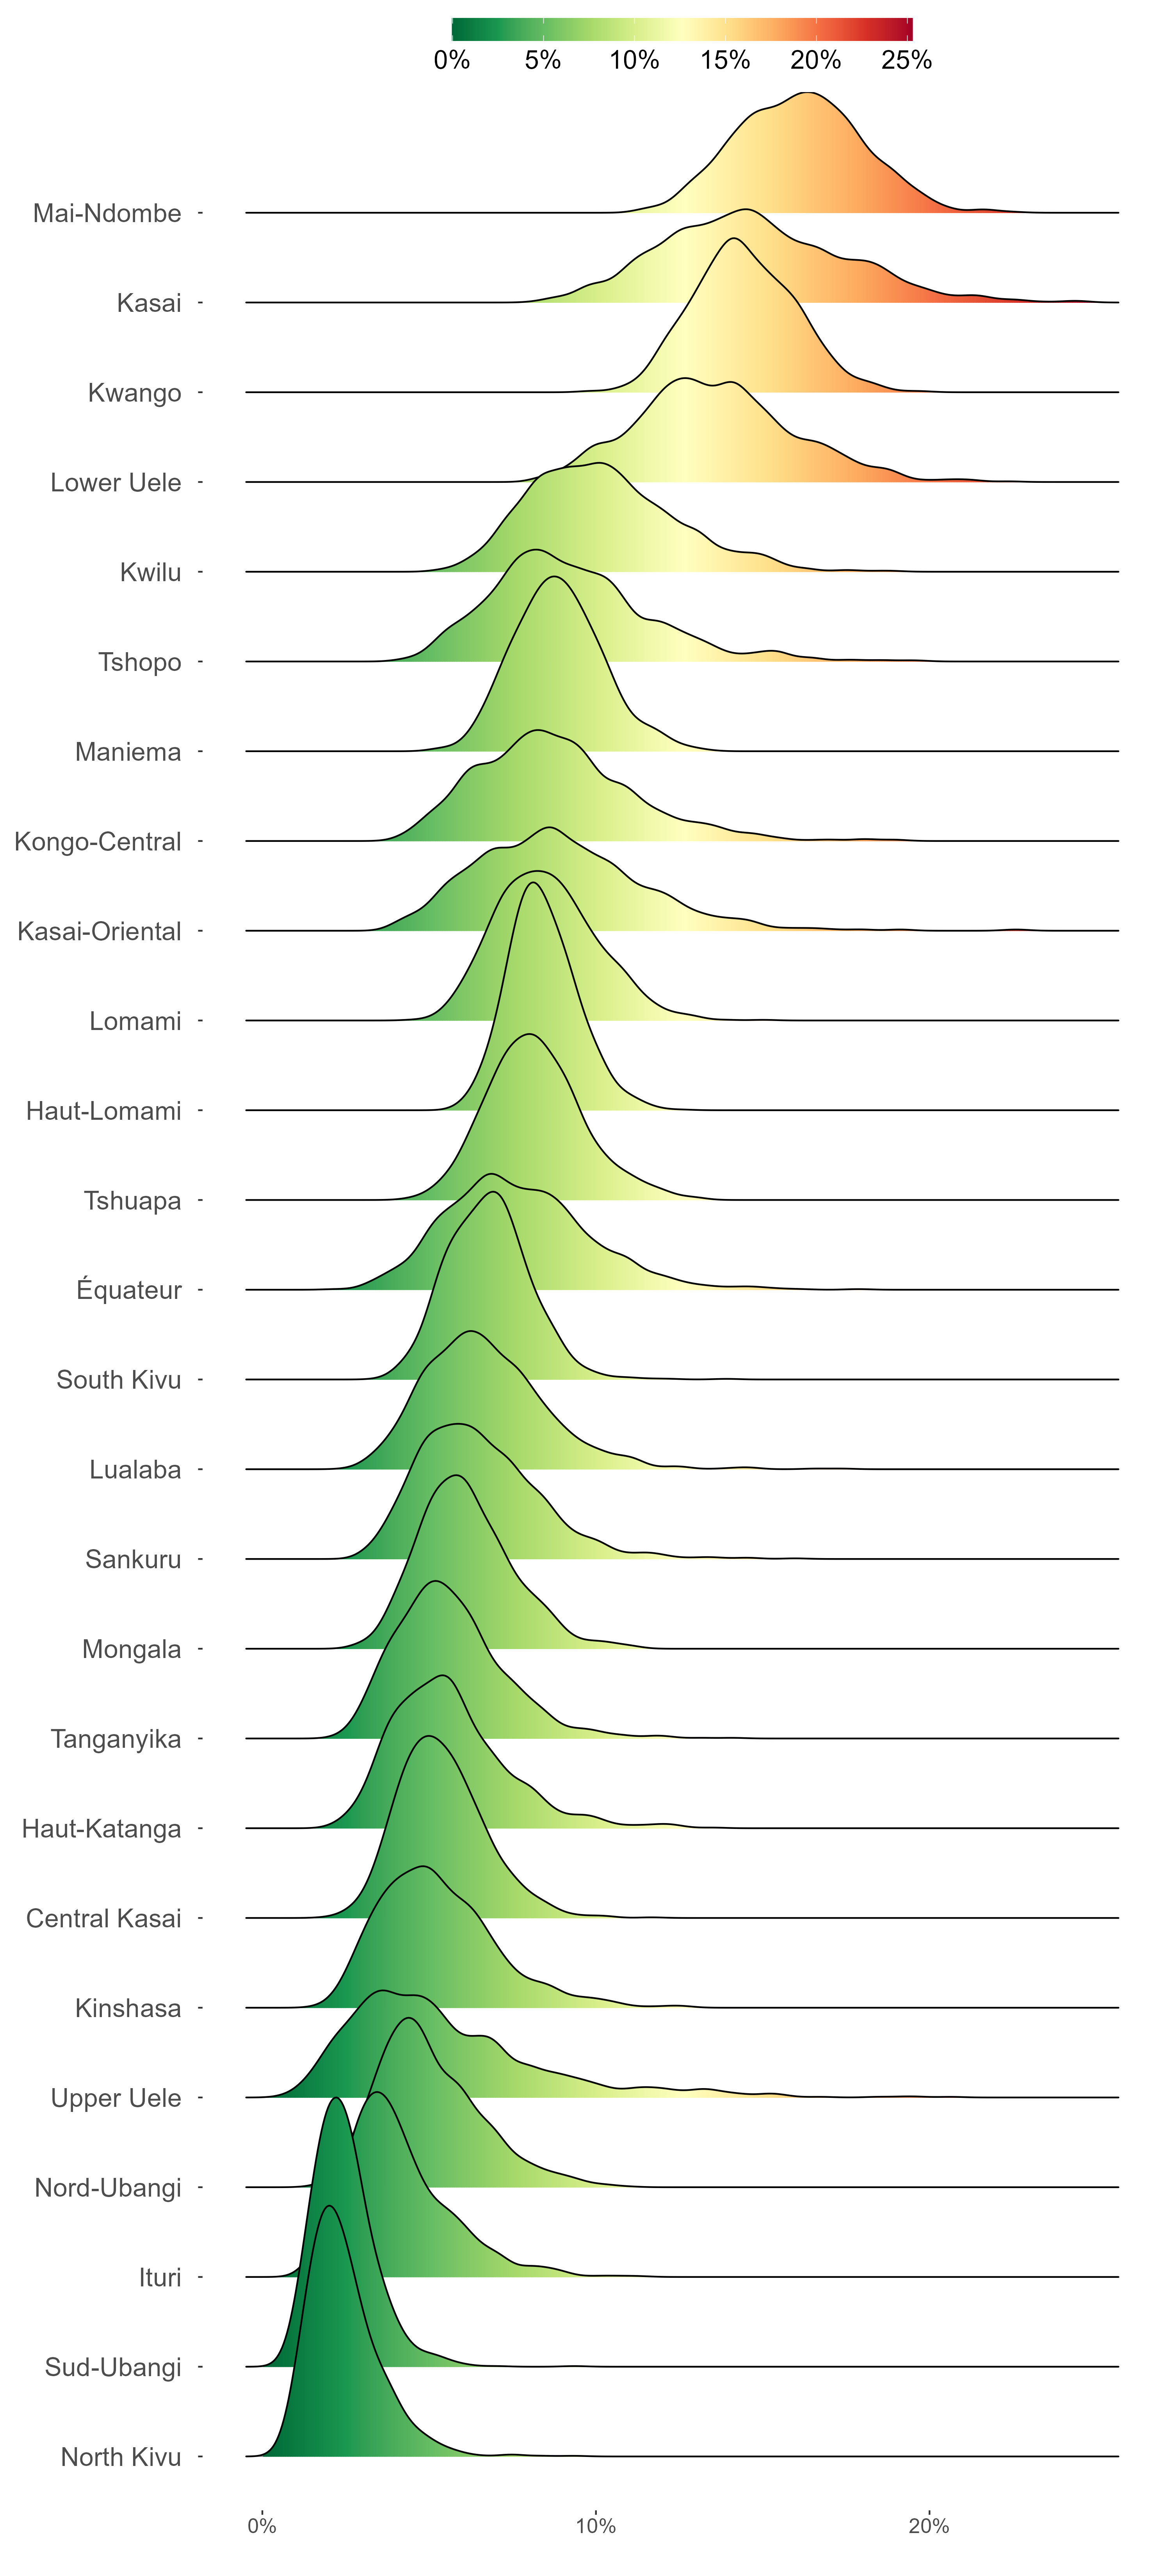 0% 5% 10% 15% 20% 25%
Mai-Ndombe
Kasai
Kwango
Lower Uele
Kwilu
Tshopo
Maniema
Kongo-Central
Kasai-Oriental
Lomami
Haut-Lomami
Tshuapa
Équateur
South Kivu
Lualaba
Sankuru
Mongala
Tanganyika
Haut-Katanga
Central Kasai
Kinshasa
Upper Uele
Nord-Ubangi
Ituri
Sud-Ubangi
North Kivu
0% 10% 20%